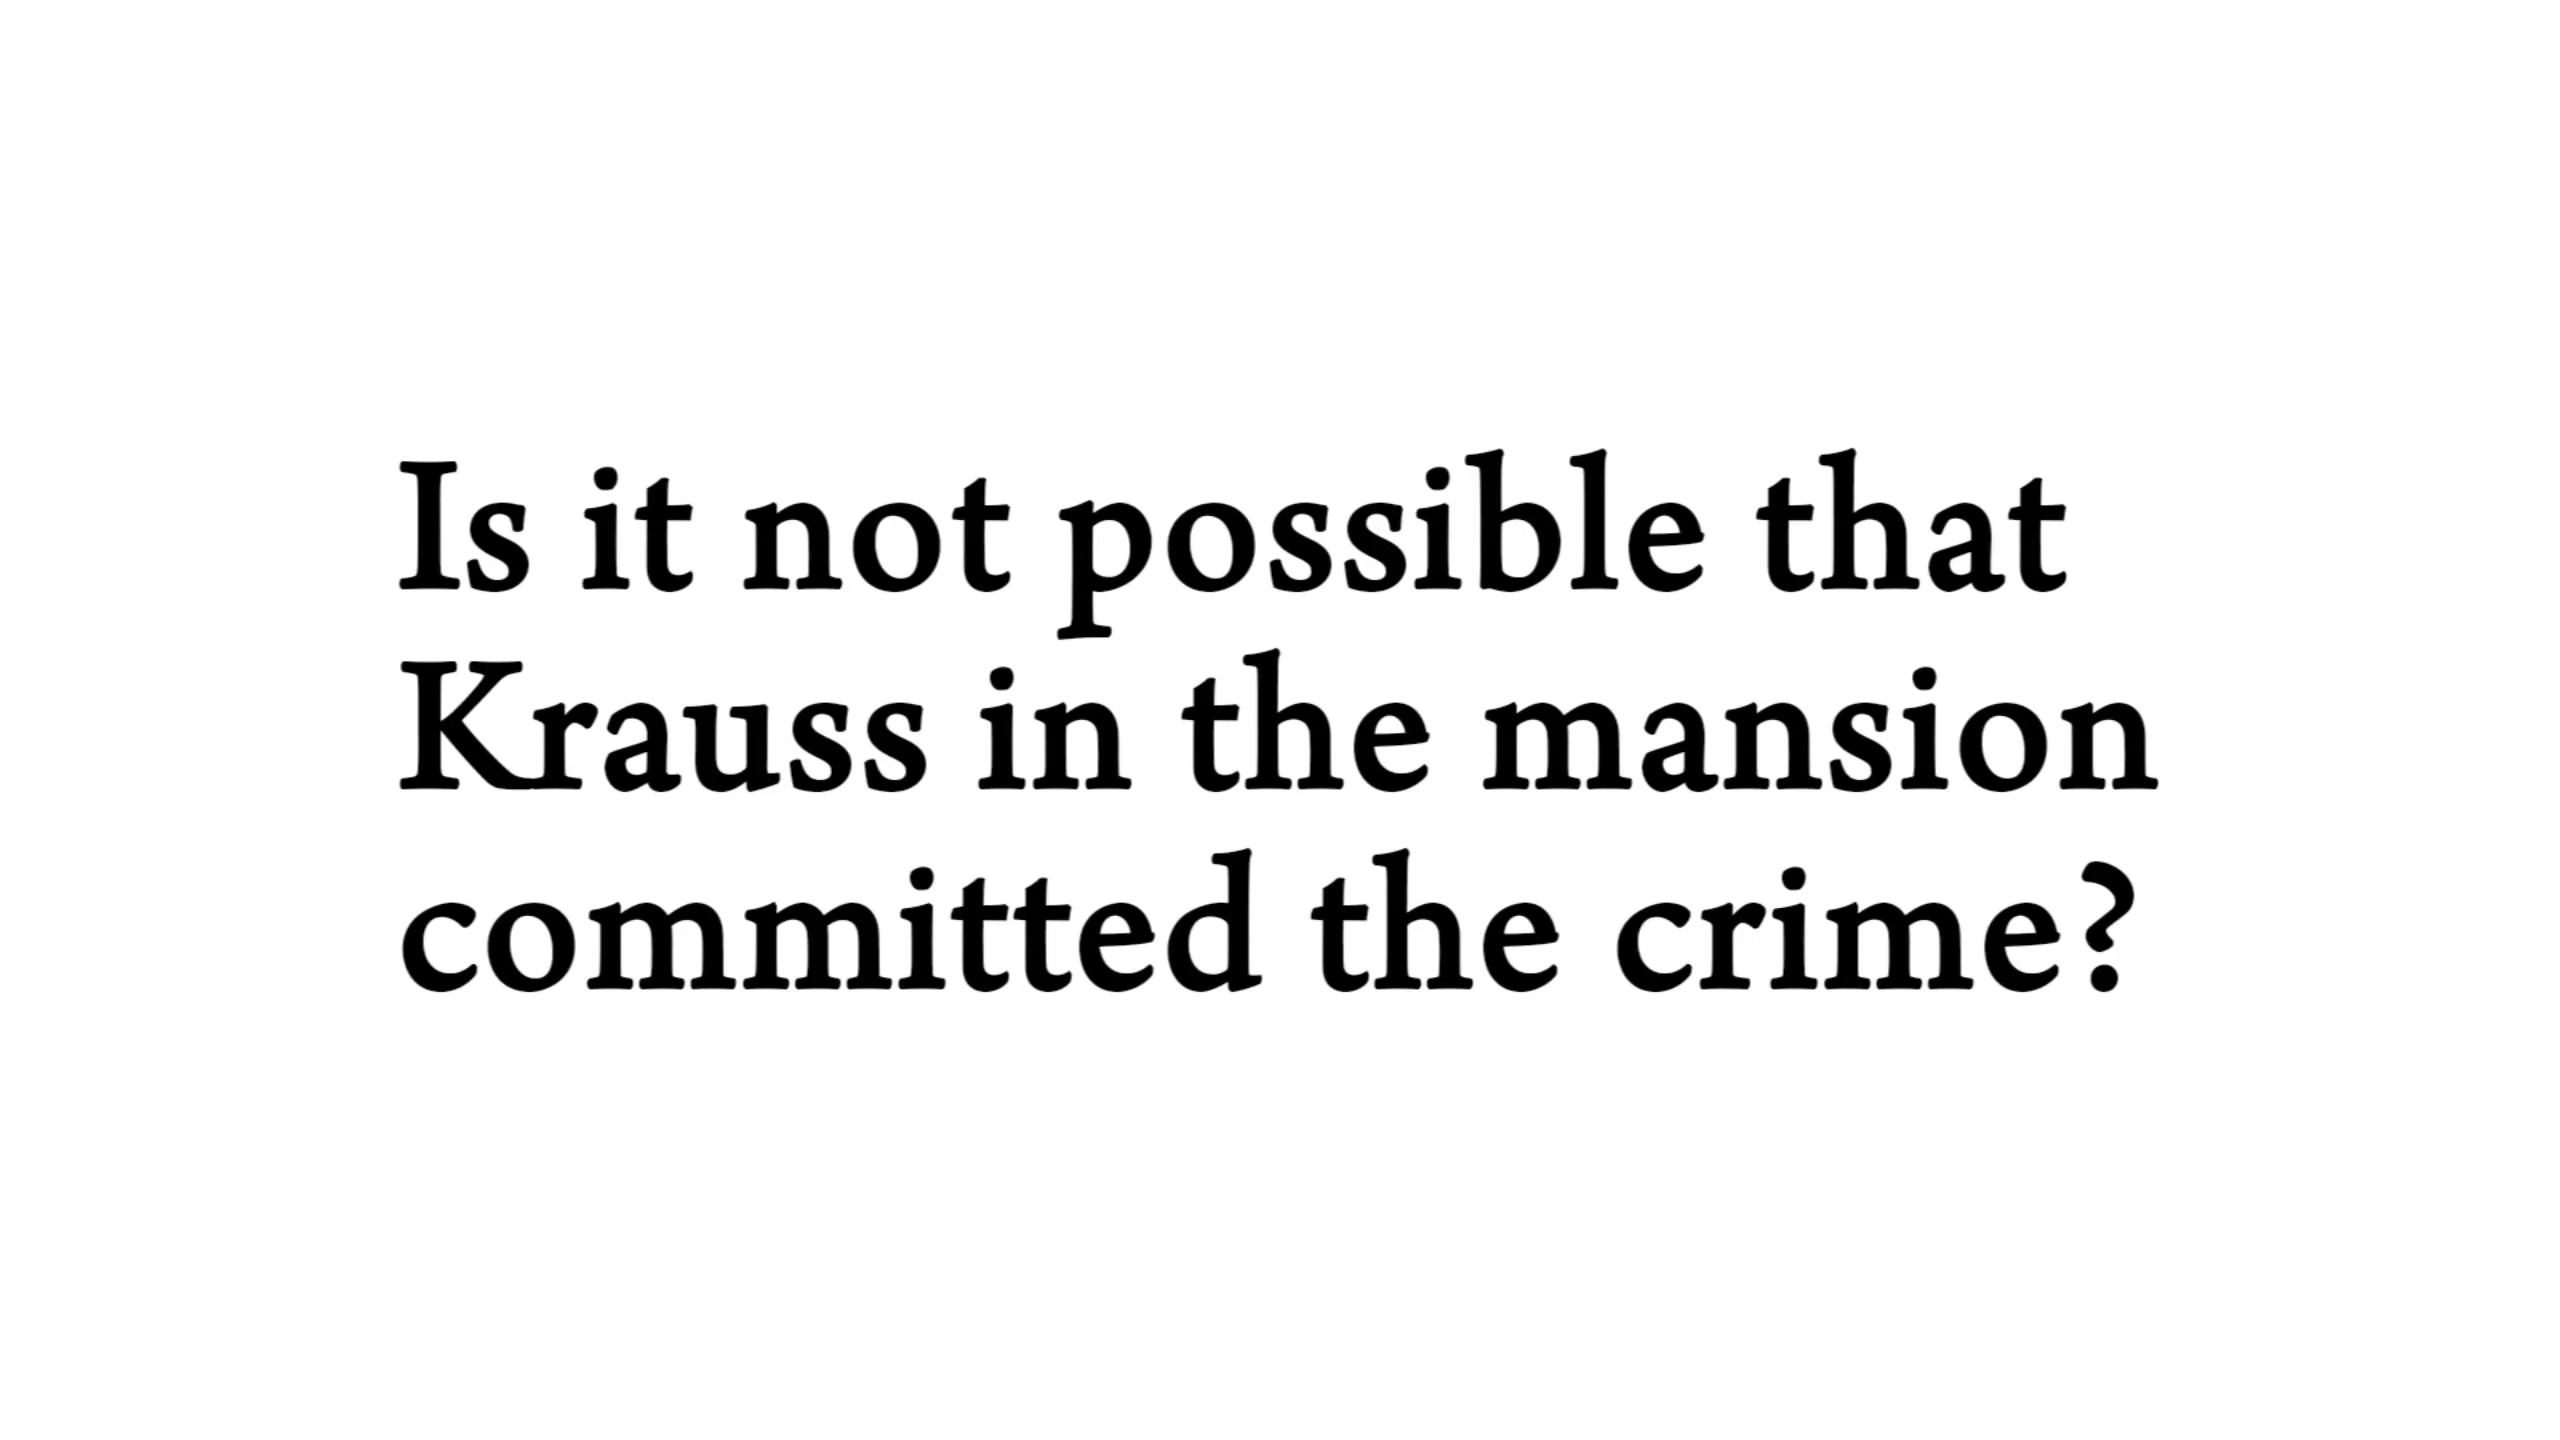 Is it not possible that
Krauss in the mansion
committed the crime?